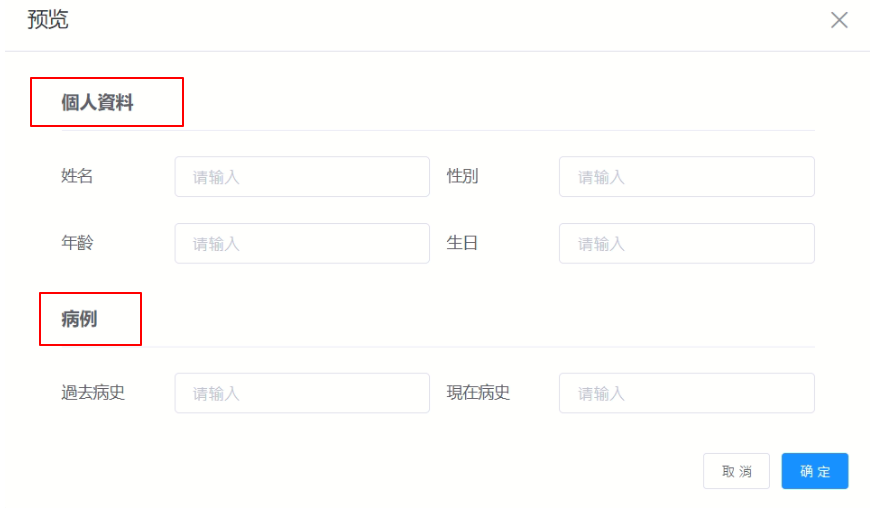 预览
個人資料
姓名 请输入 性別 请输入
年齡 请输入 生日 请输入
病例
過去病史 请输入 現在病史 请输入
取消 确定